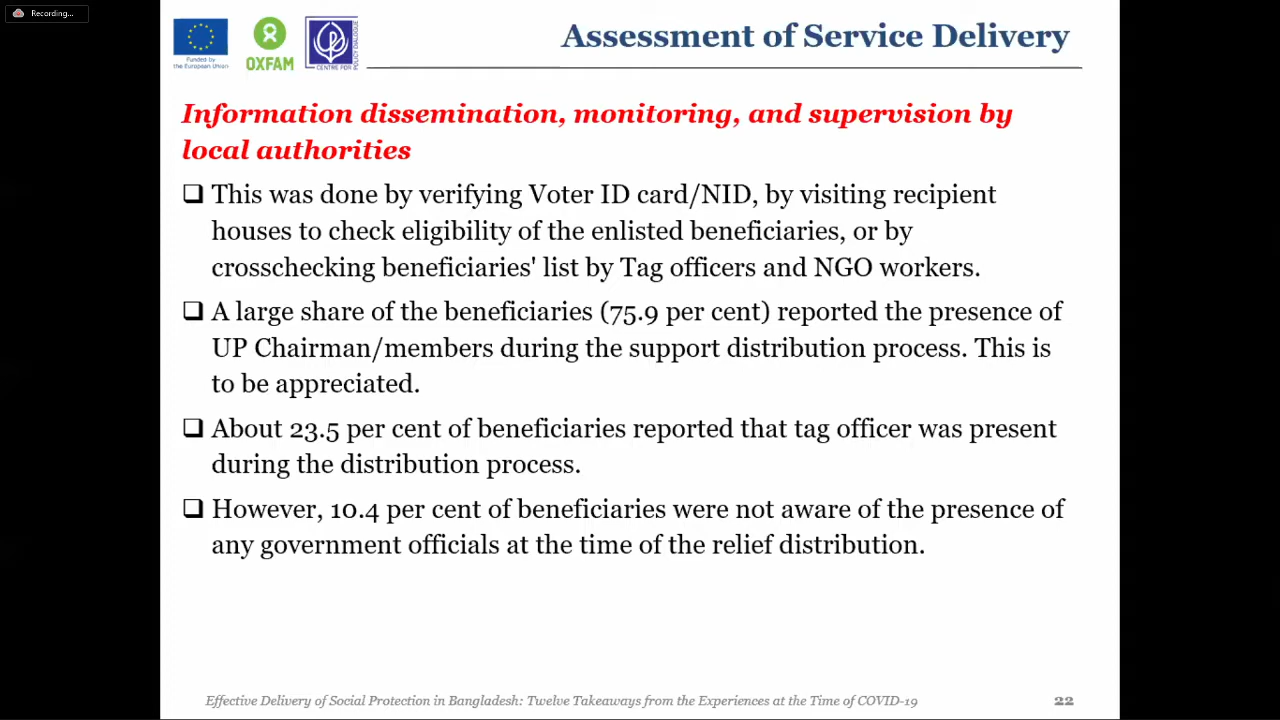 Recording...
Funded by
the European Union
OXFAM
CENTRE FOR
POLICY DIALOGUE
Assessment of Service Delivery
Information dissemination, monitoring, and supervision by
local authorities
This was done by verifying Voter ID card/NID, by visiting recipient
houses to check eligibility of the enlisted beneficiaries, or by
crosschecking beneficiaries' list by Tag officers and NGO workers.
A large share of the beneficiaries (75.9 per cent) reported the presence of
UP Chairman/members during the support distribution process. This is
to be appreciated.
About 23.5 per cent of beneficiaries reported that tag officer was present
during the distribution process.
However, 10.4 per cent of beneficiaries were not aware of the presence of
any government officials at the time of the relief distribution.
Effective Delivery of Social Protection in Bangladesh: Twelve Takeaways from the Experiences at the Time of COVID-19
22